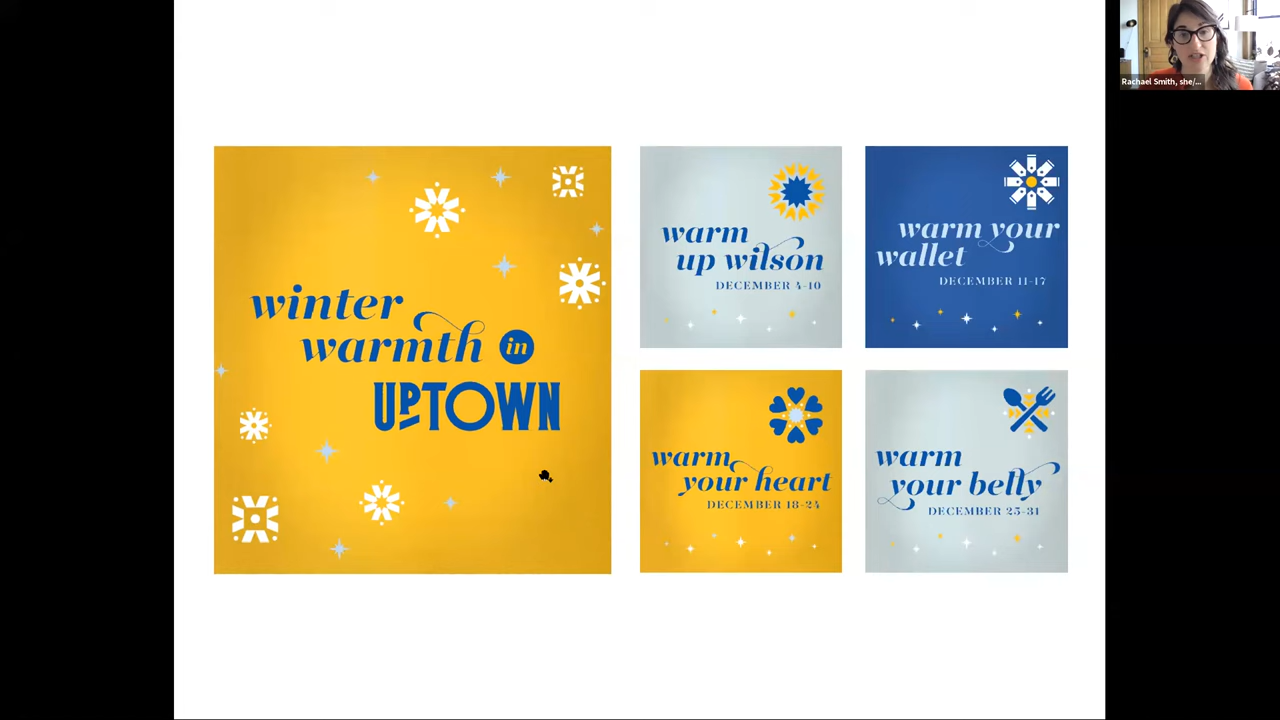 winter
warmth in
UPTOWN
warm
up wilson
DECEMBER 4-10
warm your
wallet
DECEMBER 11-17
warm
your heart
DECEMBER 18-24
warm
your belly
DECEMBER 25-31
Rachael Smith, she/...